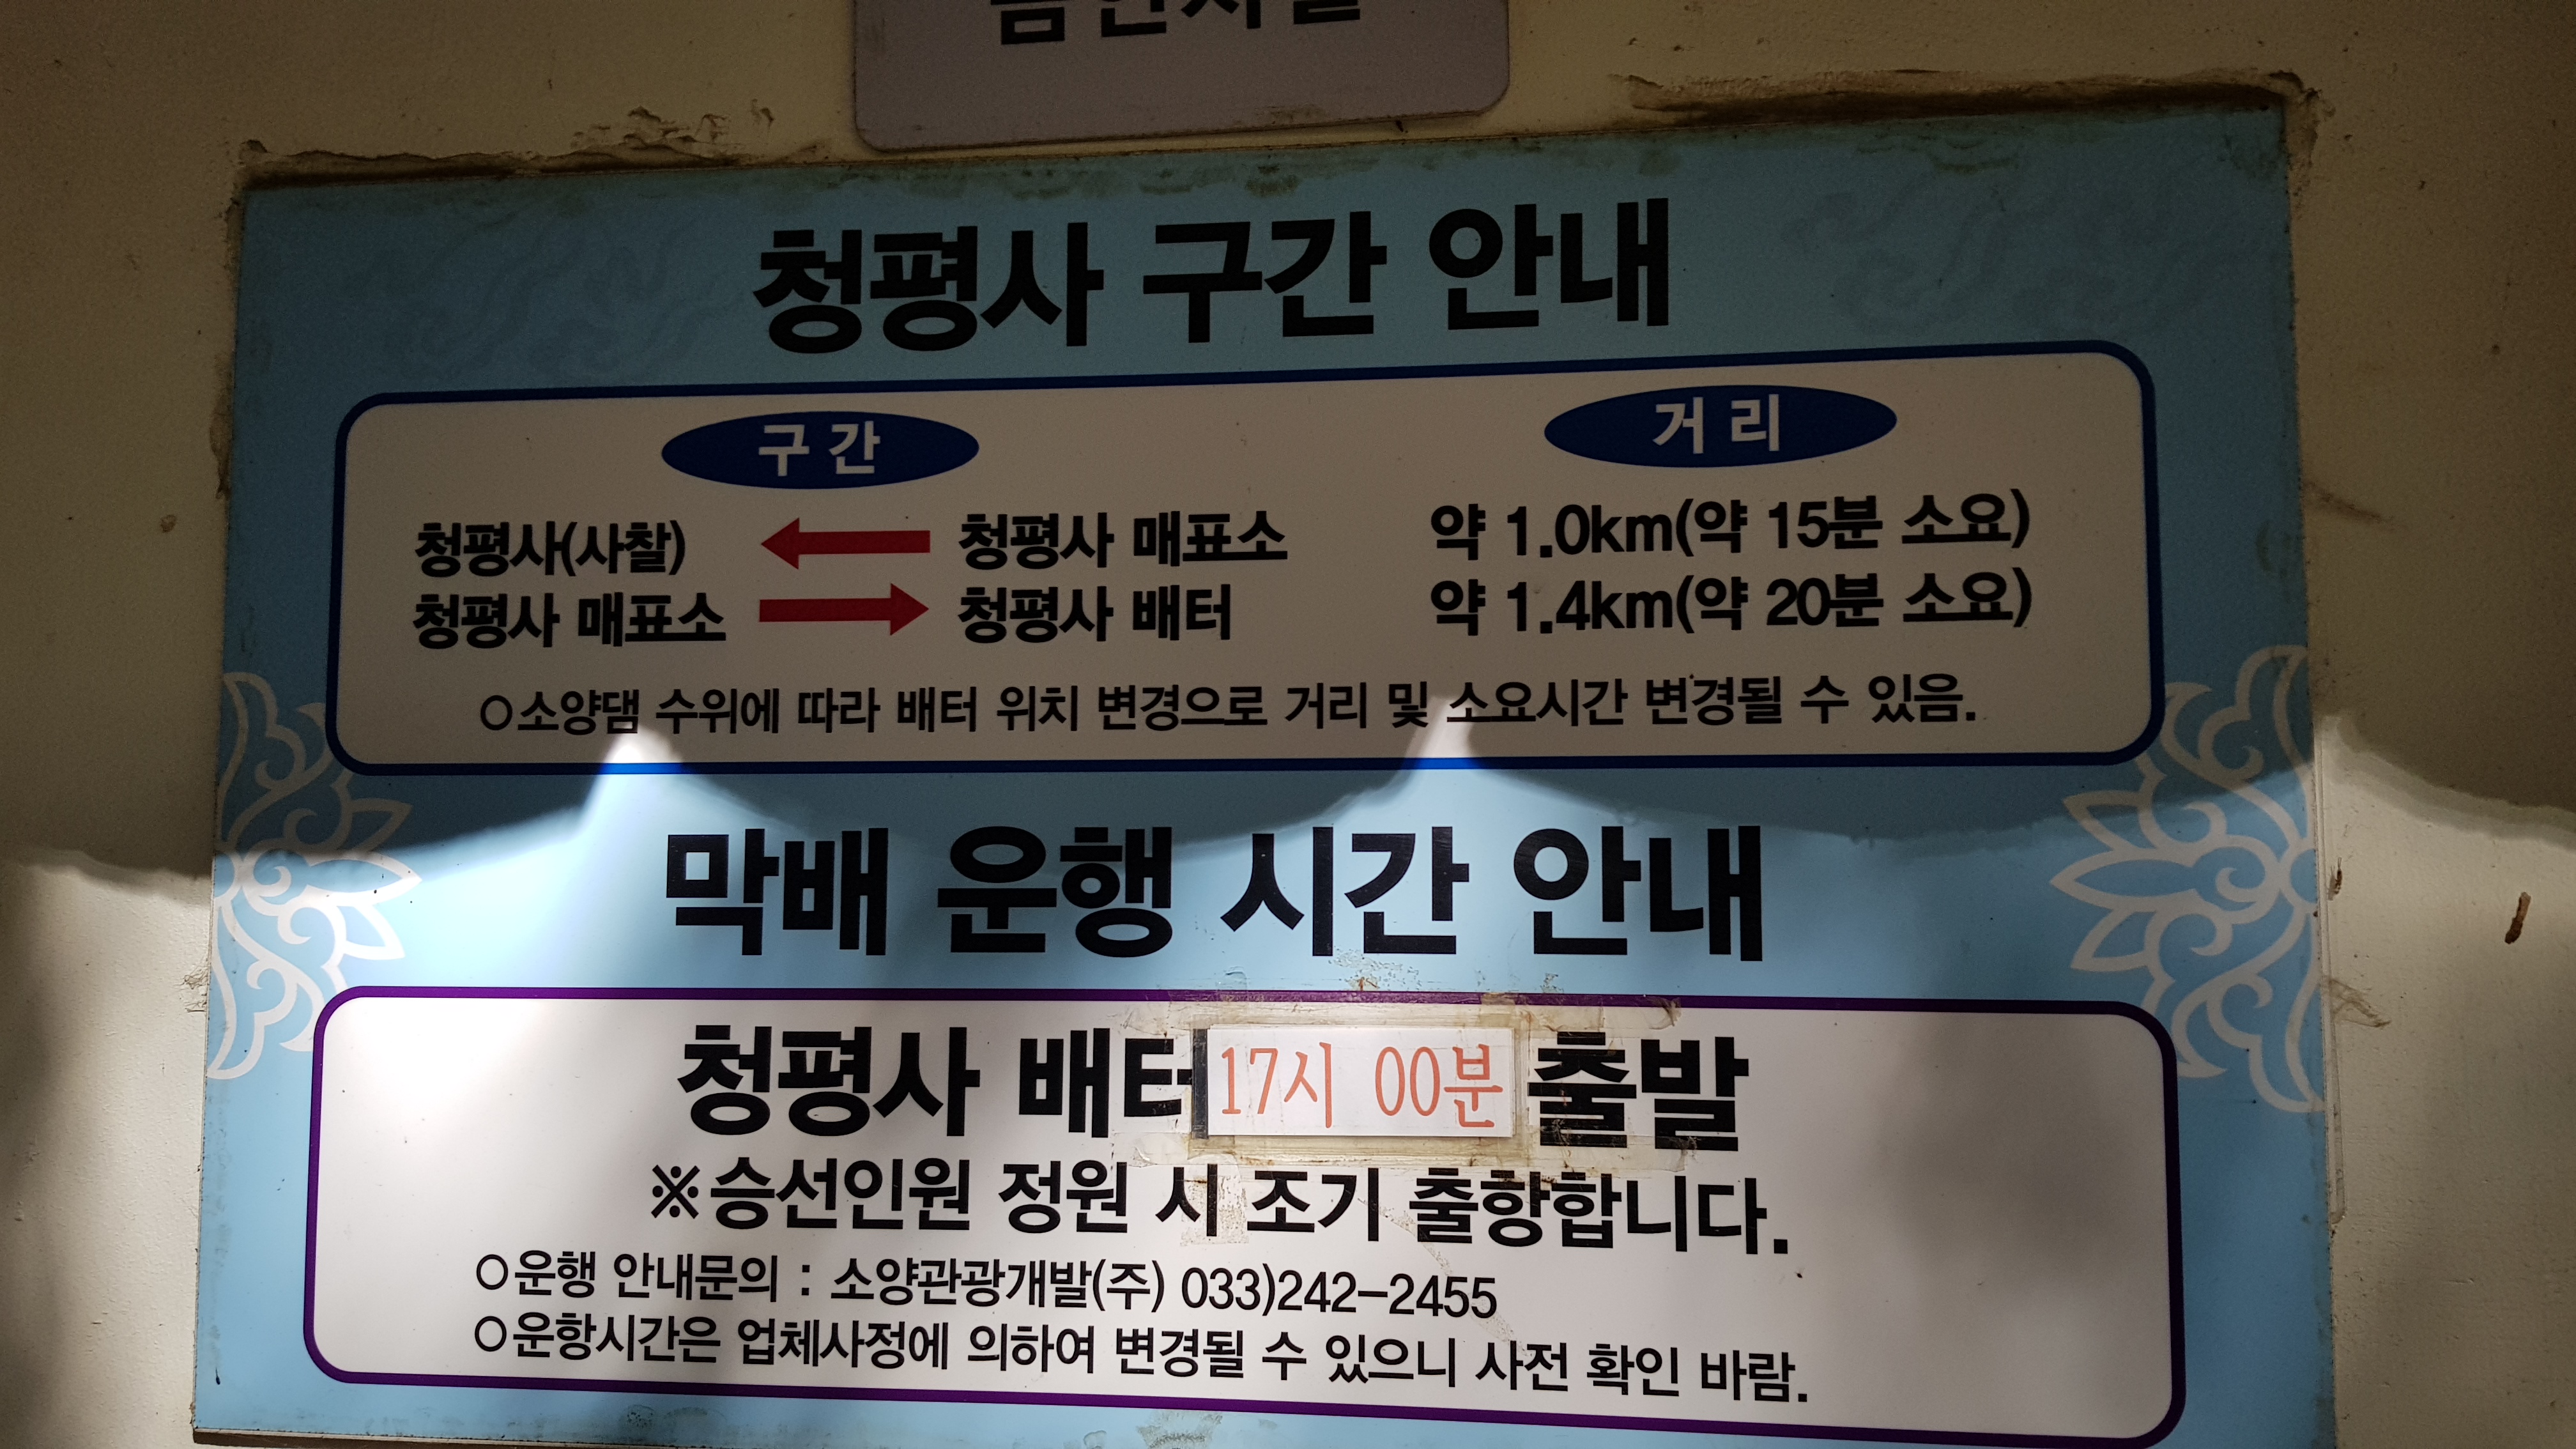 청평사 구간 안내
구 간 거 리
청평사(사찰) ← 청평사 매표소 약 1.0km(약 15분 소요)
청평사 매표소 → 청평사 배터 약 1.4km(약 20분 소요)
○소양댐 수위에 따라 배터 위치 변경으로 거리 및 소요시간 변경될 수 있음.
막배 운행 시간 안내
청평사 배터 17시 00분 출발
※승선인원 정원 시 조기 출항합니다.
○운행 안내문의 : 소양관광개발(주) 033)242-2455
○운항시간은 업체사정에 의하여 변경될 수 있으니 사전 확인 바람.